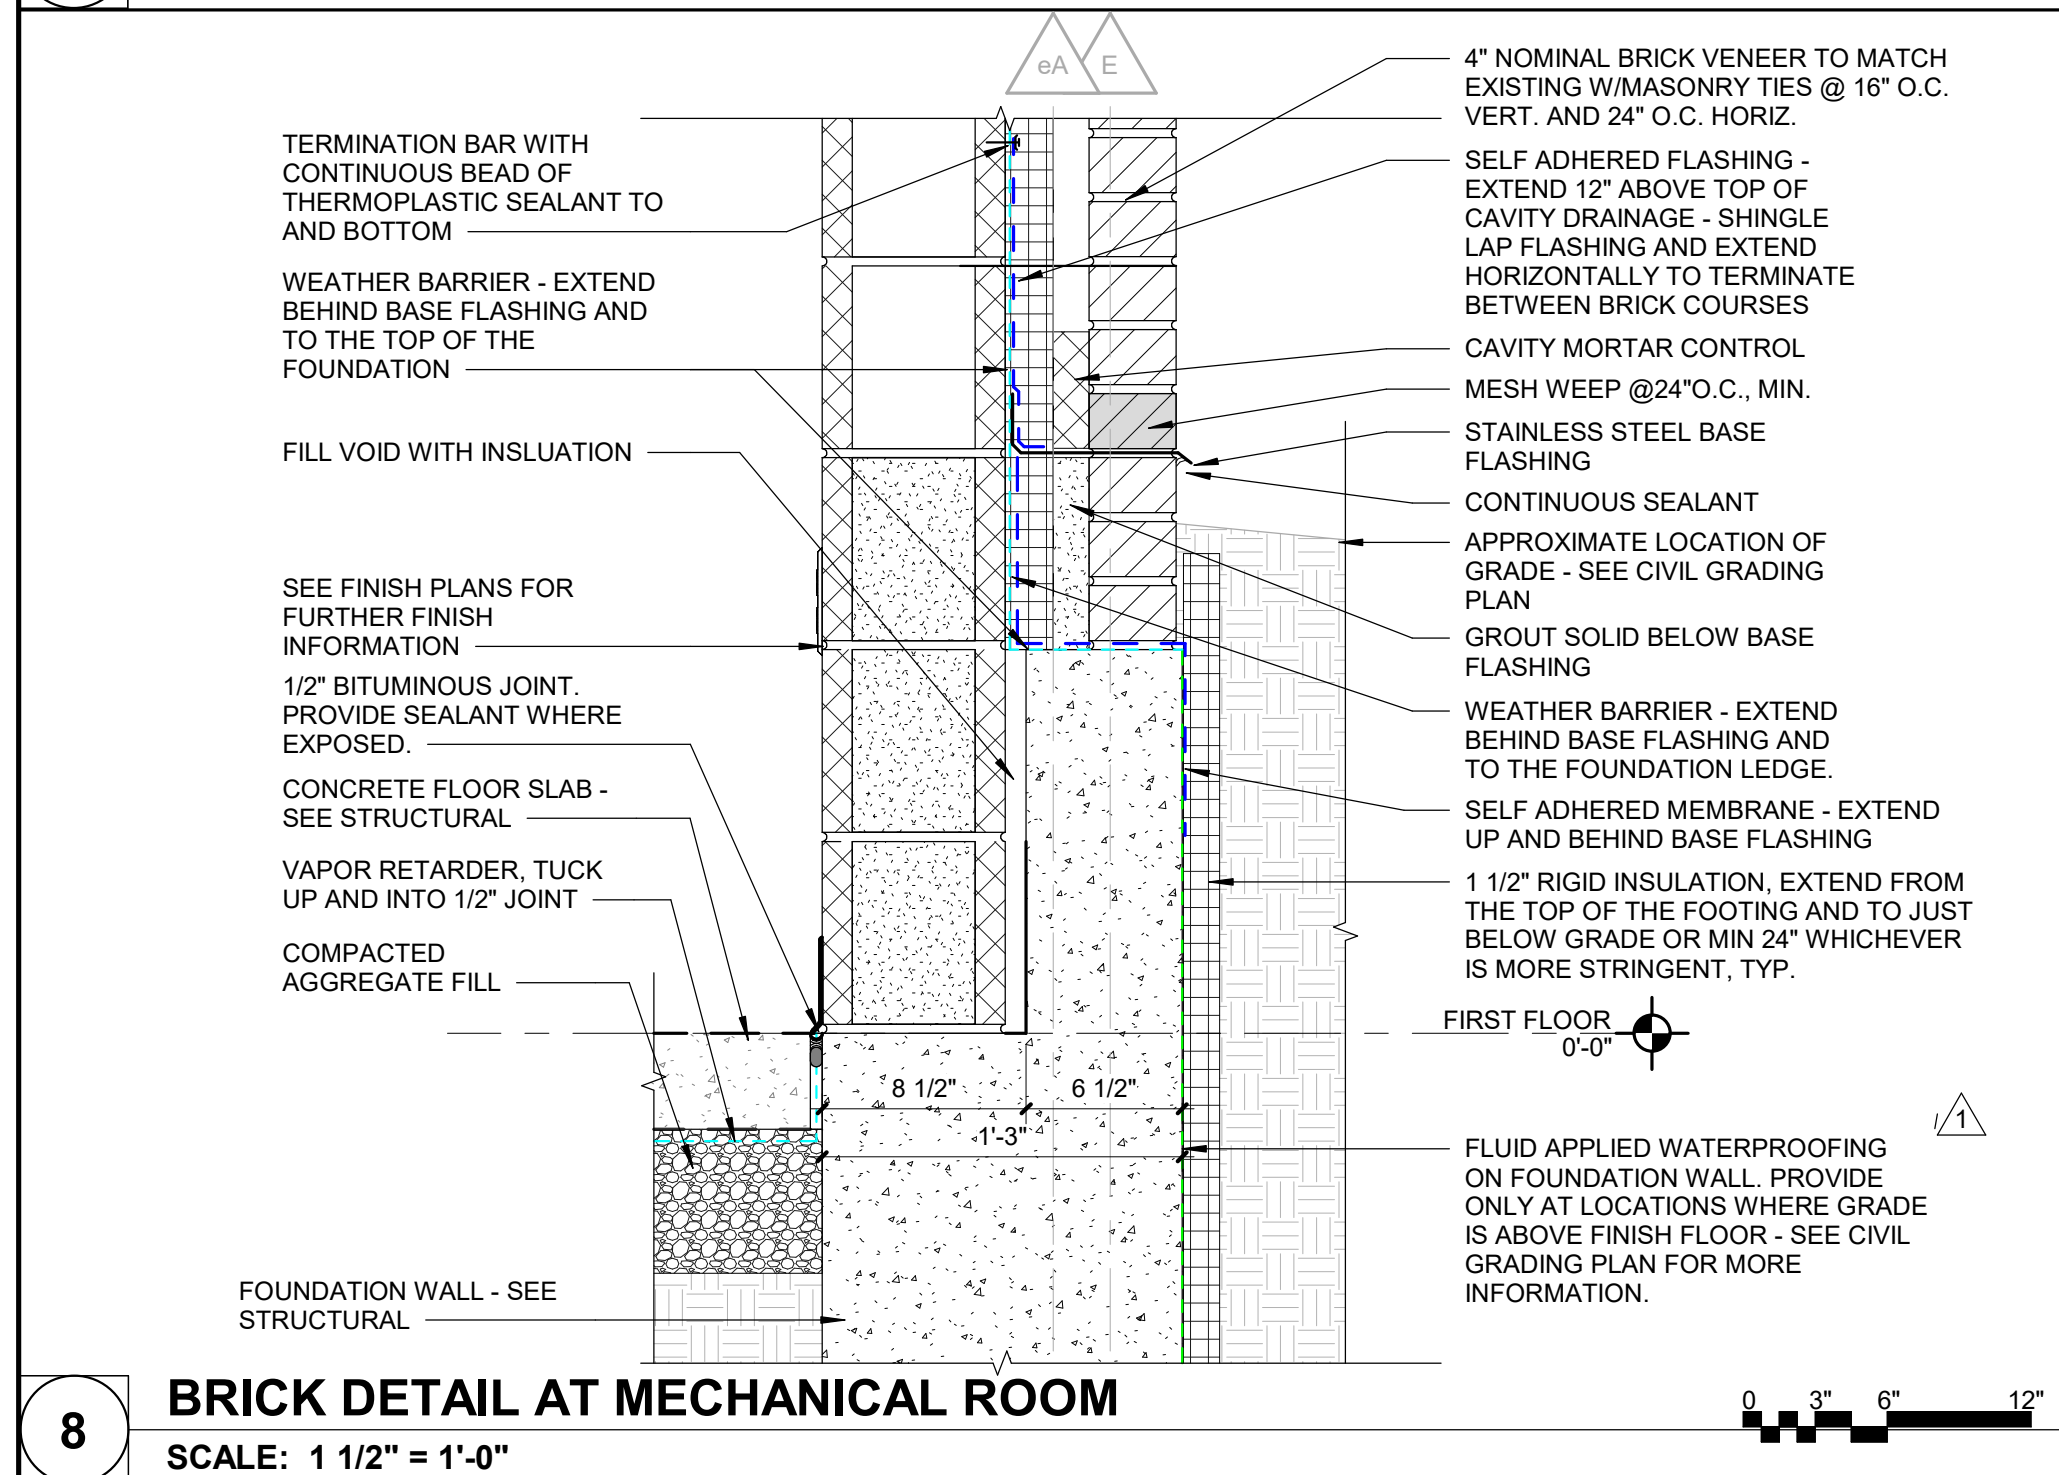 eA
E
TERMINATION BAR WITH
CONTINUOUS BEAD OF
THERMOPLASTIC SEALANT TO
AND BOTTOM
WEATHER BARRIER - EXTEND
BEHIND BASE FLASHING AND
TO THE TOP OF THE
FOUNDATION
FILL VOID WITH INSLUATION
SEE FINISH PLANS FOR
FURTHER FINISH
INFORMATION
1/2" BITUMINOUS JOINT.
PROVIDE SEALANT WHERE
EXPOSED.
CONCRETE FLOOR SLAB -
SEE STRUCTURAL
VAPOR RETARDER, TUCK
UP AND INTO 1/2" JOINT
COMPACTED
AGGREGATE FILL
FOUNDATION WALL - SEE
STRUCTURAL
8 1/2"
6 1/2"
1'-3"
4" NOMINAL BRICK VENEER TO MATCH
EXISTING W/MASONRY TIES @ 16" O.C.
VERT. AND 24" O.C. HORIZ.
SELF ADHERED FLASHING -
EXTEND 12" ABOVE TOP OF
CAVITY DRAINAGE - SHINGLE
LAP FLASHING AND EXTEND
HORIZONTALLY TO TERMINATE
BETWEEN BRICK COURSES
CAVITY MORTAR CONTROL
MESH WEEP @24"O.C., MIN.
STAINLESS STEEL BASE
FLASHING
CONTINUOUS SEALANT
APPROXIMATE LOCATION OF
GRADE - SEE CIVIL GRADING
PLAN
GROUT SOLID BELOW BASE
FLASHING
WEATHER BARRIER - EXTEND
BEHIND BASE FLASHING AND
TO THE FOUNDATION LEDGE.
SELF ADHERED MEMBRANE - EXTEND
UP AND BEHIND BASE FLASHING
1 1/2" RIGID INSULATION, EXTEND FROM
THE TOP OF THE FOOTING AND TO JUST
BELOW GRADE OR MIN 24" WHICHEVER
IS MORE STRINGENT, TYP.
FIRST FLOOR
0'-0"
1
FLUID APPLIED WATERPROOFING
ON FOUNDATION WALL. PROVIDE
ONLY AT LOCATIONS WHERE GRADE
IS ABOVE FINISH FLOOR - SEE CIVIL
GRADING PLAN FOR MORE
INFORMATION.
8
BRICK DETAIL AT MECHANICAL ROOM
SCALE: 1 1/2" = 1'-0"
0 3" 6" 12"